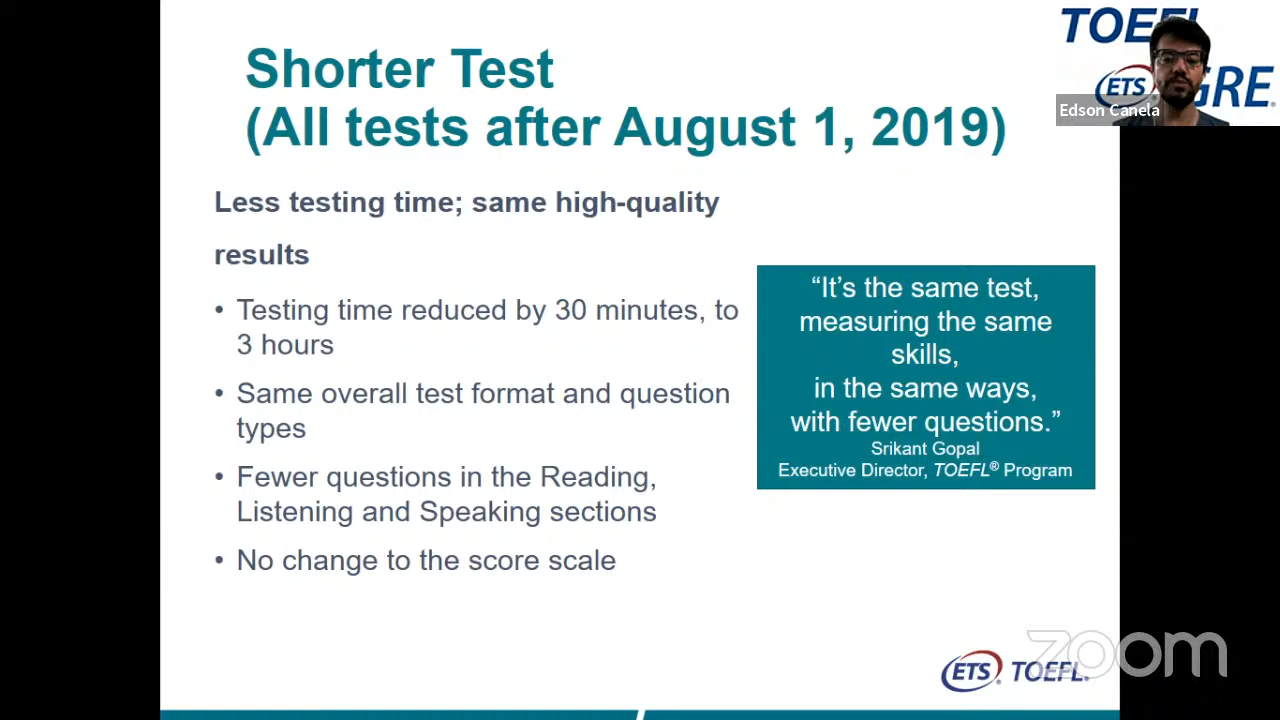 Shorter Test
(All tests after August 1, 2019)
Less testing time; same high-quality
results
• Testing time reduced by 30 minutes, to
3 hours
• Same overall test format and question
types
• Fewer questions in the Reading,
Listening and Speaking sections
• No change to the score scale
“It’s the same test,
measuring the same
skills,
in the same ways,
with fewer questions.”
Srikant Gopal
Executive Director, TOEFL® Program
TOEFL
ETS GRE®
Edson Canela
zoom
ETS® TOEFL®